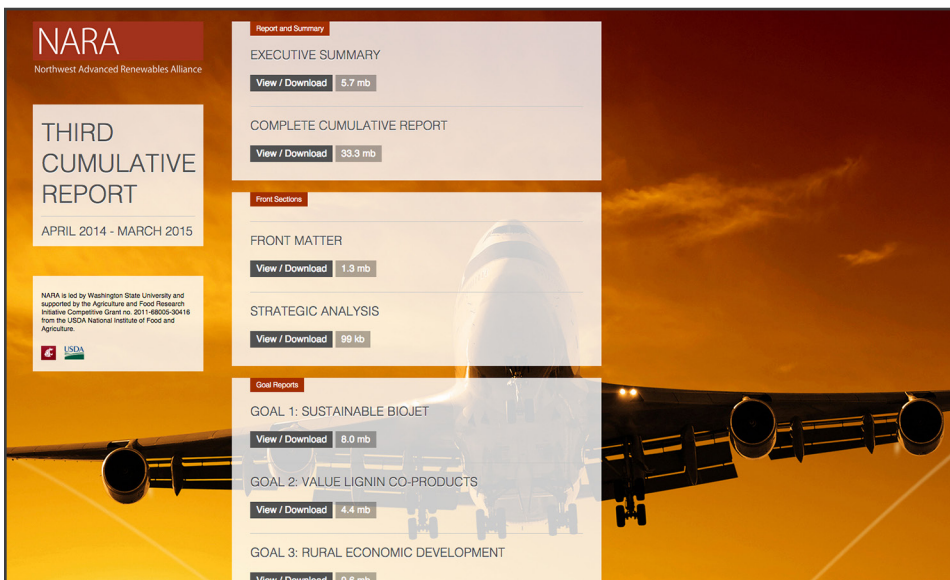 NARA
Northwest Advanced Renewables Alliance
THIRD
CUMULATIVE
REPORT
APRIL 2014 - MARCH 2015
NARA is led by Washington State University and
supported by the Agriculture and Food Research
Initiative Competitive Grant no. 2011-68005-30416
from the USDA National Institute of Food and
Agriculture.
USDA
Report and Summary
EXECUTIVE SUMMARY
View / Download 5.7 mb
COMPLETE CUMULATIVE REPORT
View / Download 33.3 mb
Front Sections
FRONT MATTER
View / Download 1.3 mb
STRATEGIC ANALYSIS
View / Download 99 kb
Goal Reports
GOAL 1: SUSTAINABLE BIOJET
View / Download 8.0 mb
GOAL 2: VALUE LIGNIN CO-PRODUCTS
View / Download 4.4 mb
GOAL 3: RURAL ECONOMIC DEVELOPMENT
View / Download